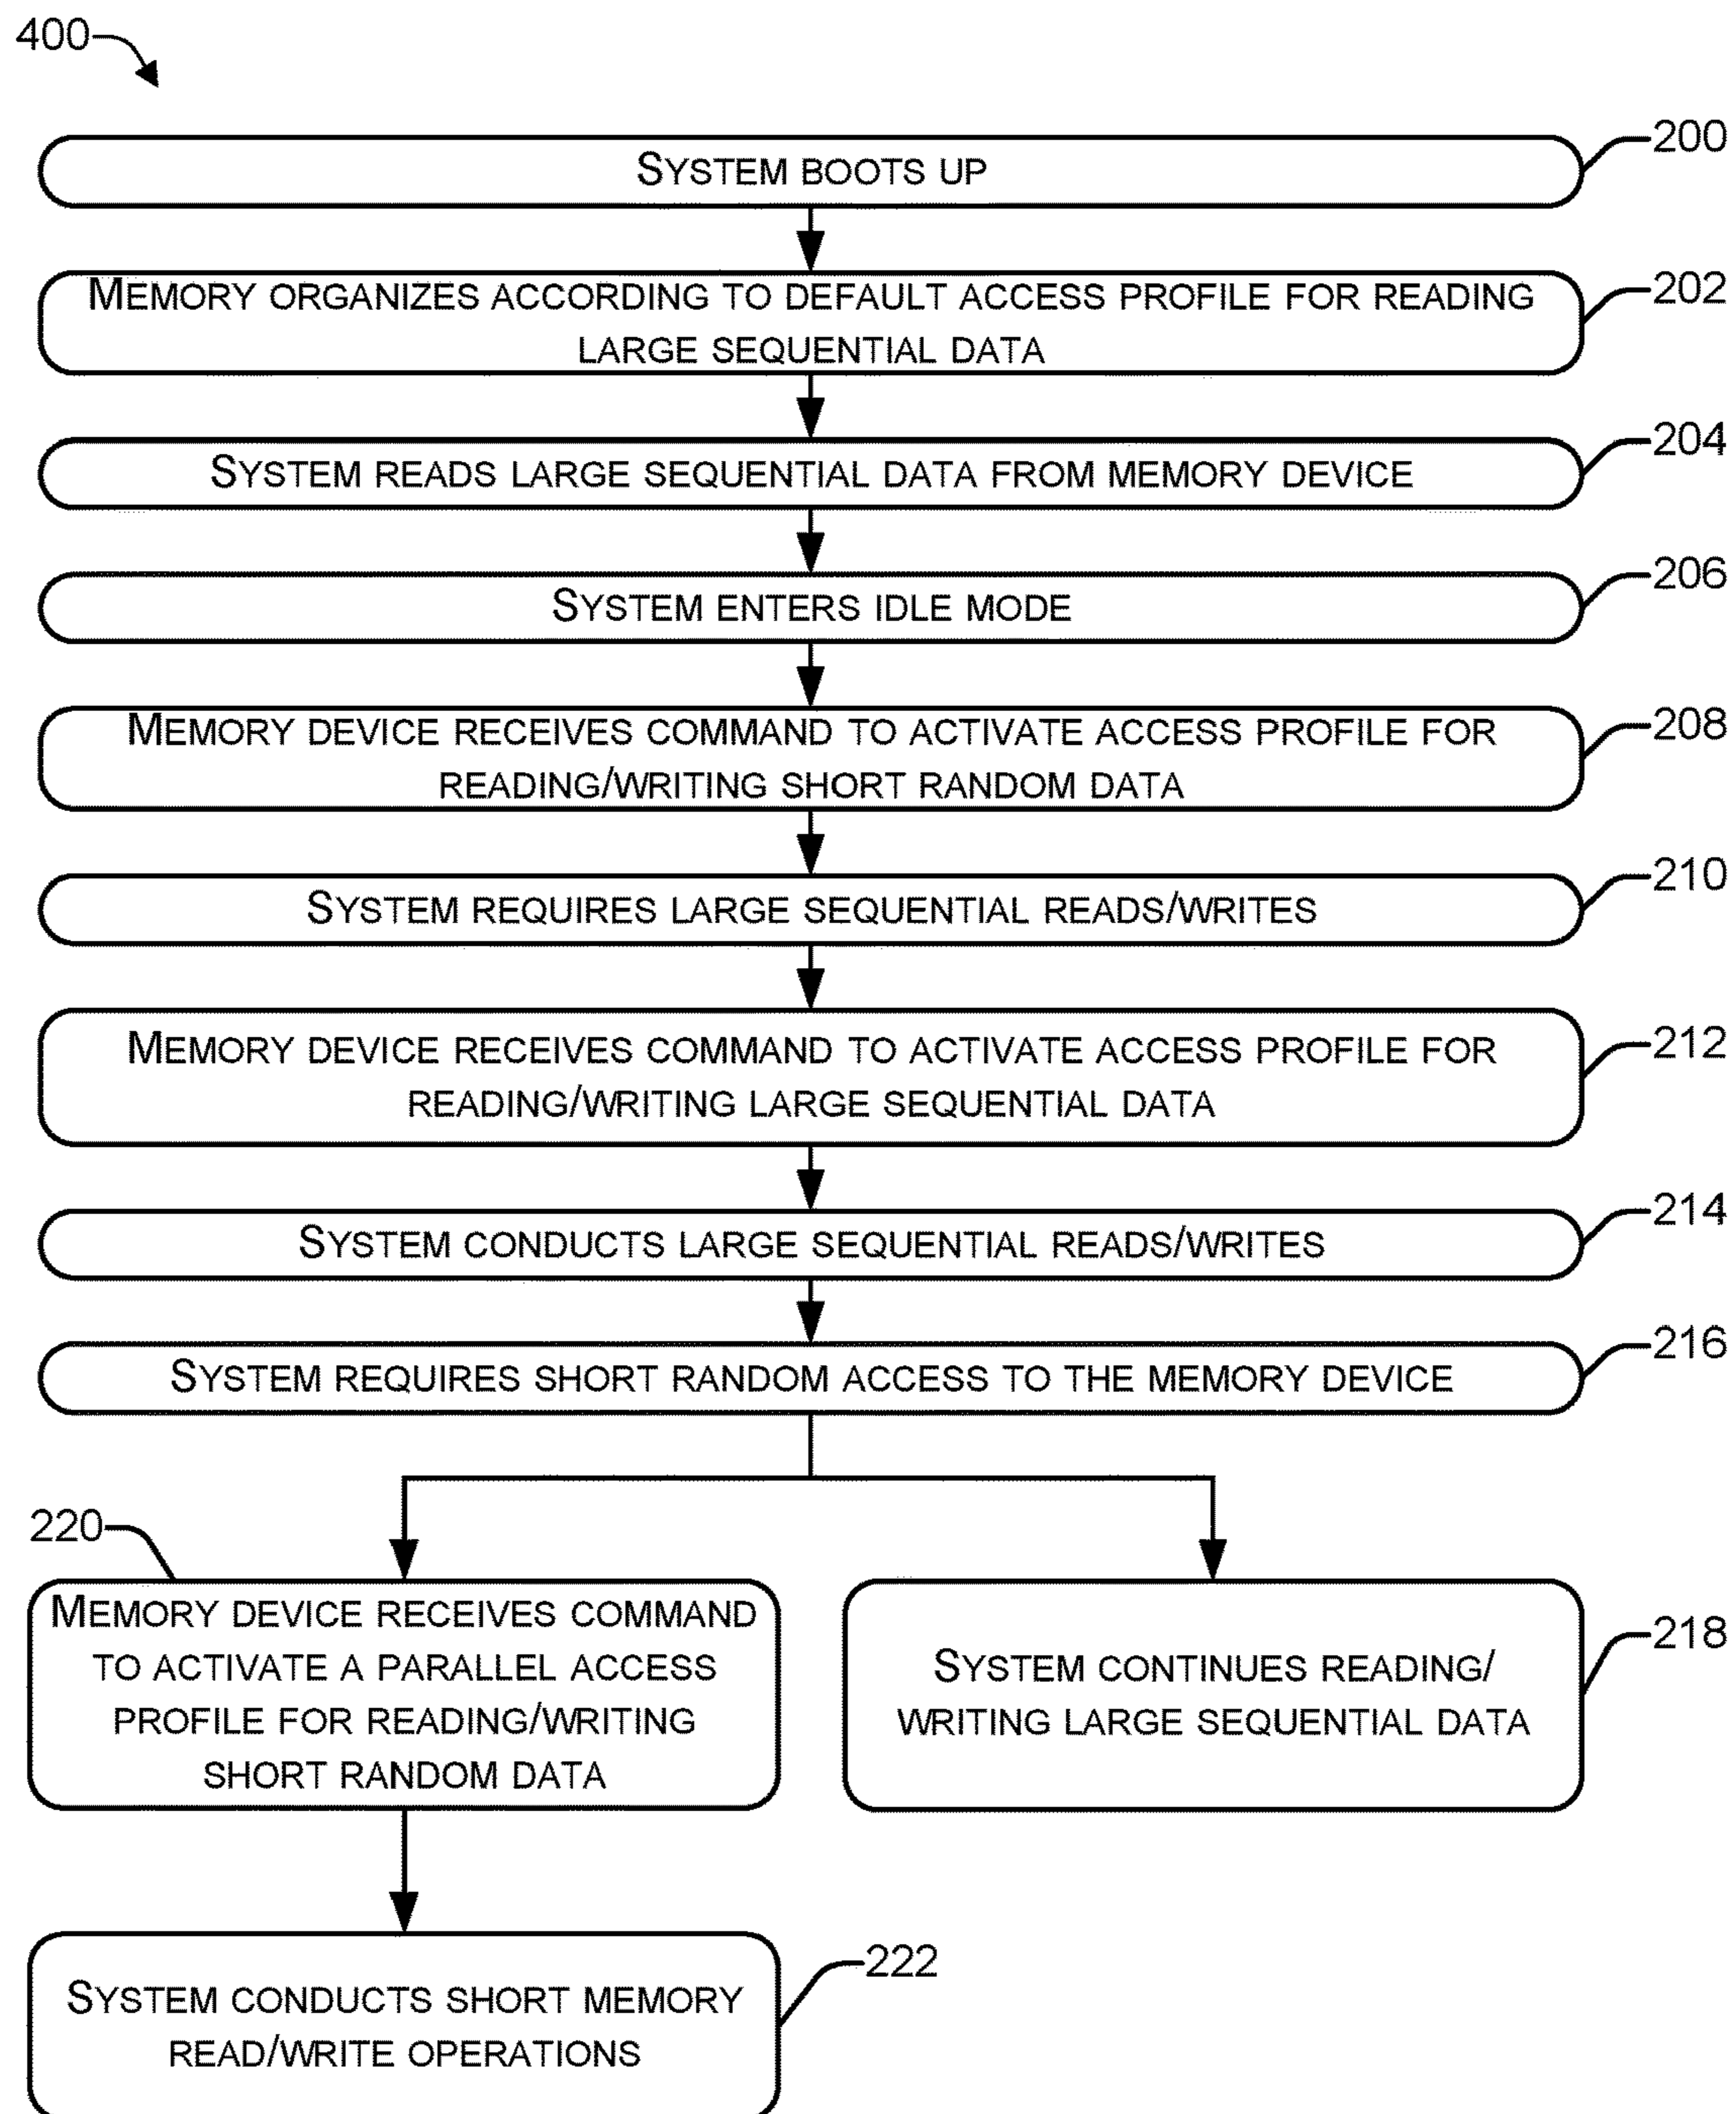 400
200
SYSTEM BOOTS UP
202
MEMORY ORGANIZES ACCORDING TO DEFAULT ACCESS PROFILE FOR READING
LARGE SEQUENTIAL DATA
204
SYSTEM READS LARGE SEQUENTIAL DATA FROM MEMORY DEVICE
206
SYSTEM ENTERS IDLE MODE
208
MEMORY DEVICE RECEIVES COMMAND TO ACTIVATE ACCESS PROFILE FOR
READING/WRITING SHORT RANDOM DATA
210
SYSTEM REQUIRES LARGE SEQUENTIAL READS/WRITES
212
MEMORY DEVICE RECEIVES COMMAND TO ACTIVATE ACCESS PROFILE FOR
READING/WRITING LARGE SEQUENTIAL DATA
214
SYSTEM CONDUCTS LARGE SEQUENTIAL READS/WRITES
216
SYSTEM REQUIRES SHORT RANDOM ACCESS TO THE MEMORY DEVICE
220
MEMORY DEVICE RECEIVES COMMAND
TO ACTIVATE A PARALLEL ACCESS
PROFILE FOR READING/WRITING
SHORT RANDOM DATA
218
SYSTEM CONTINUES READING/
WRITING LARGE SEQUENTIAL DATA
222
SYSTEM CONDUCTS SHORT MEMORY
READ/WRITE OPERATIONS